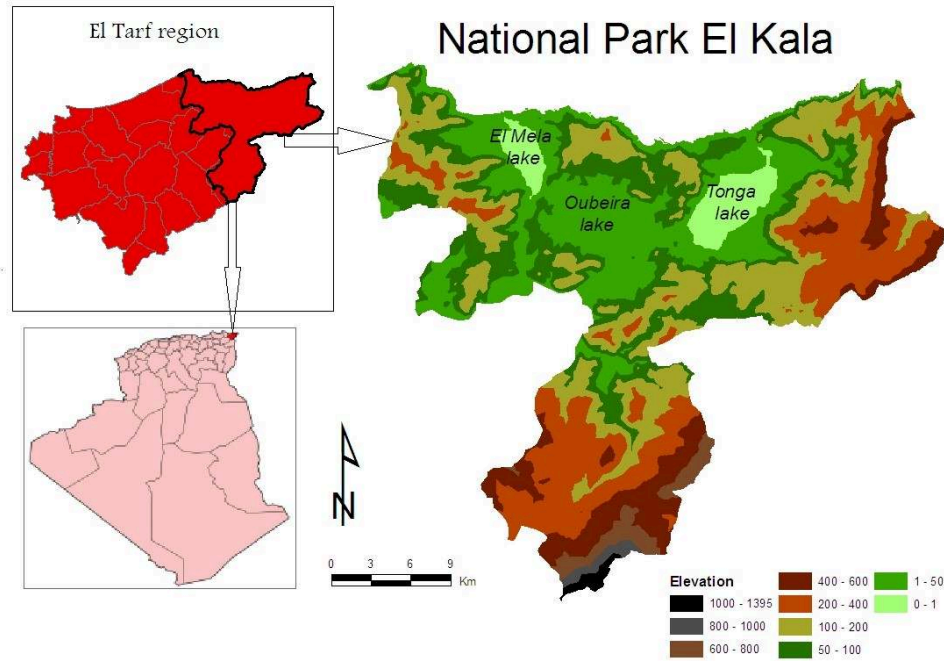 El Tarf region
National Park El Kala
El Mela
lake
Oubeira
lake
Tonga
lake
N
0 3 6 9
Km
Elevation
1000 - 1395
800 - 1000
600 - 800
400 - 600
200 - 400
100 - 200
50 - 100
1 - 50
0 - 1